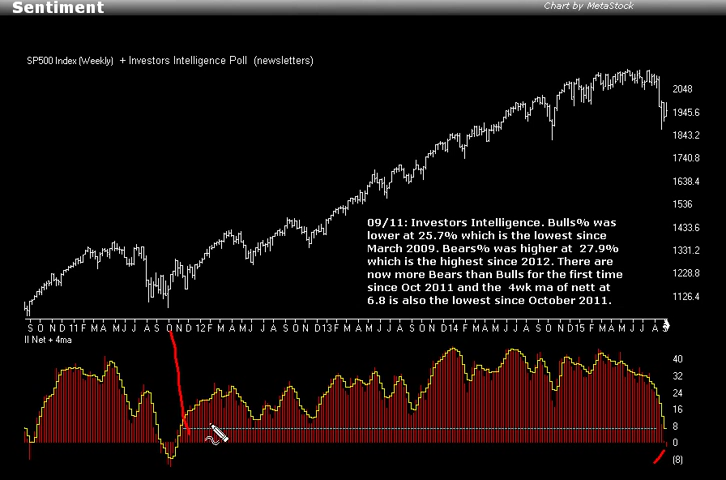 Sentiment
Chart by MetaStock
SP500 Index (Weekly) + Investors Intelligence Poll (newsletters)
2048
1945.6
1843.2
1740.8
1638.4
1536
1433.6
1331.2
1228.8
1126.4
09/11: Investors Intelligence. Bulls% was
lower at 25.7% which is the lowest since
March 2009. Bears% was higher at 27.9%
which is the highest since 2012. There are
now more Bears than Bulls for the first time
since Oct 2011 and the 4wk ma of nett at
6.8 is also the lowest since October 2011.
S O N D 11 F M A M J J A S O N D 12 F M A M J J A S O N D 13 F M A M J J A S O N D 14 F M A M J J A S O N D 15 F M A M J J A S
II Net + 4ma
40
32
24
16
8
0
(8)